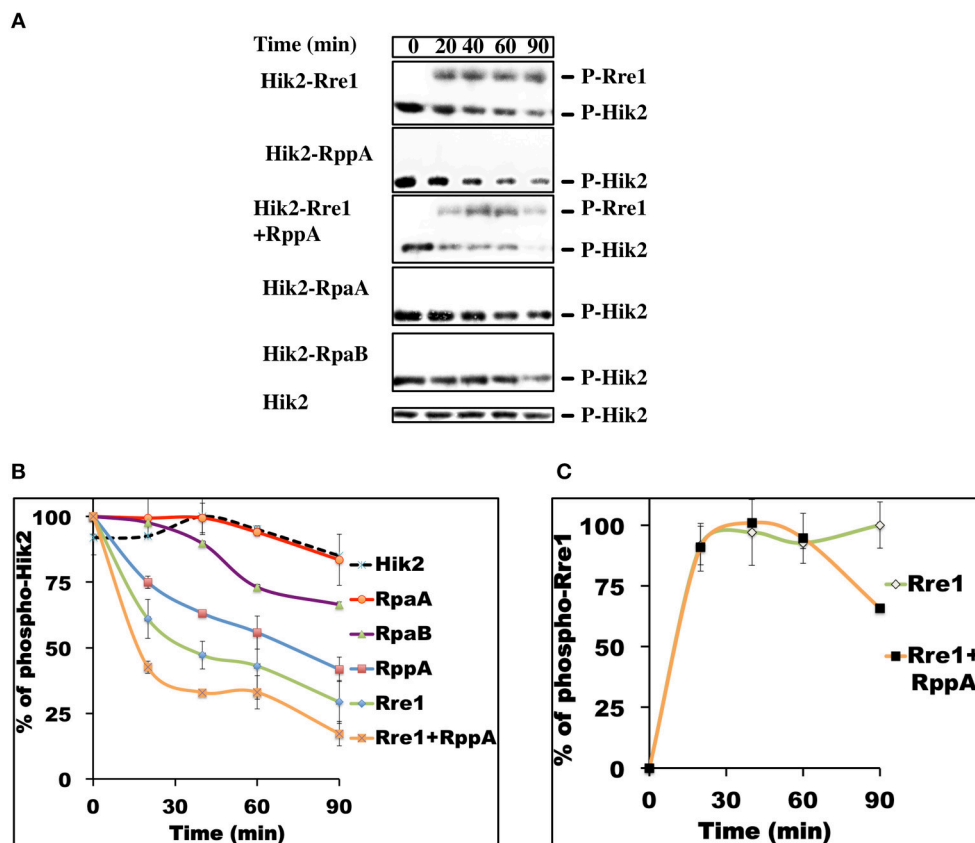 A
Time (min) 0 20 40 60 90
Hik2-Rre1
P-Rre1
P-Hik2
Hik2-RppA
P-Hik2
Hik2-Rre1
+RppA
P-Rre1
P-Hik2
Hik2-RpaA
P-Hik2
Hik2-RpaB
P-Hik2
Hik2
P-Hik2
B
% of phospho-Hik2
100
75
50
25
0
0 30 60 90
Time (min)
Hik2
RpaA
RpaB
RppA
Rre1
Rre1+RppA
C
% of phospho-Rre1
100
75
50
25
0
0 30 60 90
Time (min)
Rre1
Rre1+
RppA